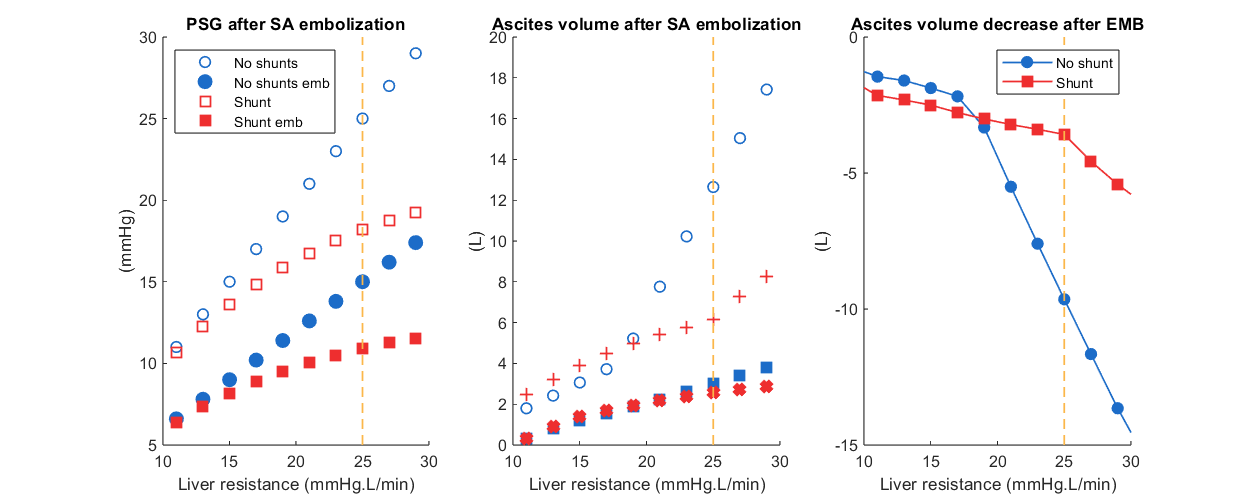 PSG after SA embolization
30
25
20
15
10
5
(mmHg)
No shunts
No shunts emb
Shunt
Shunt emb
10 15 20 25 30
Liver resistance (mmHg.L/min)
Ascites volume after SA embolization
20
18
16
14
12
10
8
6
4
2
0
(L)
10 15 20 25 30
Liver resistance (mmHg.L/min)
Ascites volume decrease after EMB
0
-5
-10
-15
(L)
No shunt
Shunt
10 15 20 25 30
Liver resistance (mmHg.L/min)